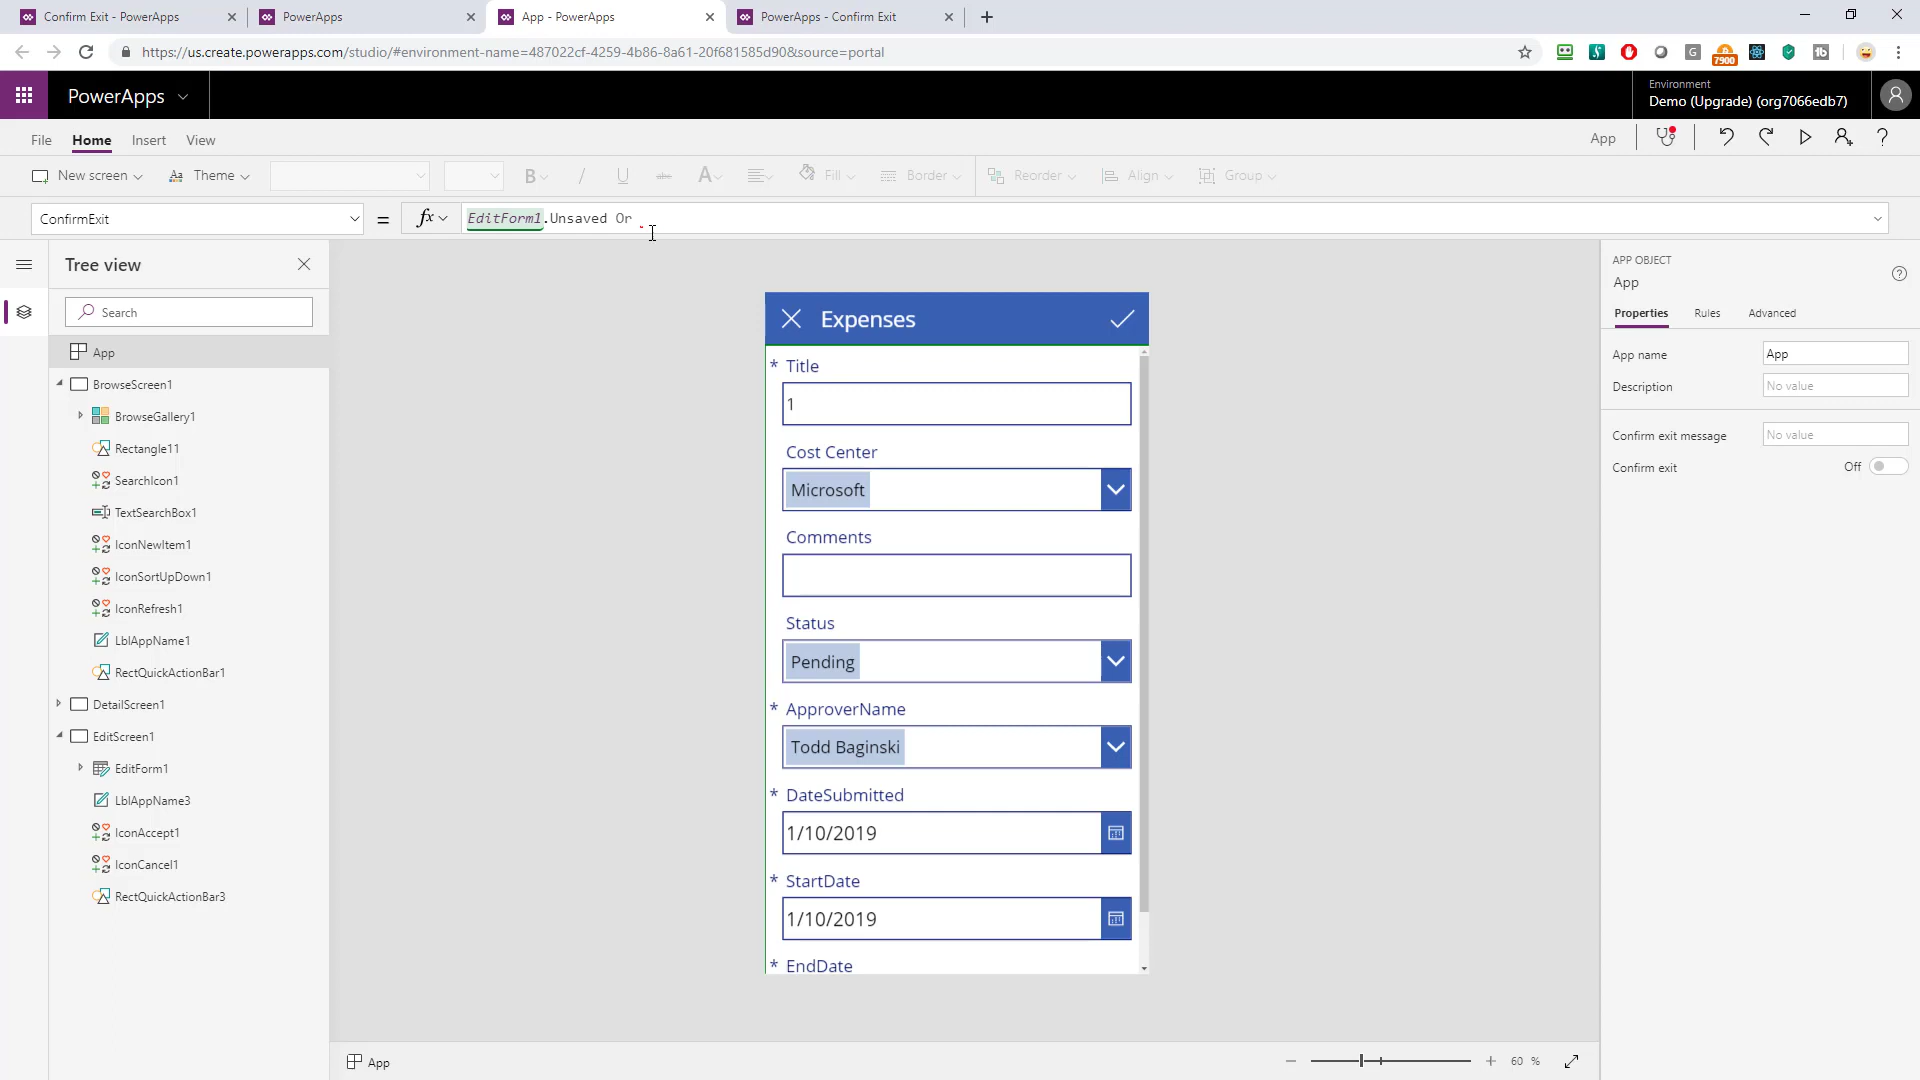 Confirm Exit - PowerApps
PowerApps
App - PowerApps
PowerApps - Confirm Exit
https://us.create.powerapps.com/studio/#environment-name=487022cf-4259-4b86-8a61-20f681585d90&source=portal
7900
PowerApps
Environment
Demo (Upgrade) (org7066edb7)
File
Home
Insert
View
App
New screen
Theme
Fill
Border
Reorder
Align
Group
ConfirmExit
=
fx
EditForm1.Unsaved Or
Tree view
Search
App
BrowseScreen1
BrowseGallery1
Rectangle11
SearchIcon1
TextSearchBox1
IconNewItem1
IconSortUpDown1
IconRefresh1
LblAppName1
RectQuickActionBar1
DetailScreen1
EditScreen1
EditForm1
LblAppName3
IconAccept1
IconCancel1
RectQuickActionBar3
Expenses
* Title
1
Cost Center
Microsoft
Comments
Status
Pending
* ApproverName
Todd Baginski
* DateSubmitted
1/10/2019
* StartDate
1/10/2019
* EndDate
APP OBJECT
App
Properties
Rules
Advanced
App name
App
Description
No value
Confirm exit message
No value
Confirm exit
Off
App
60 %